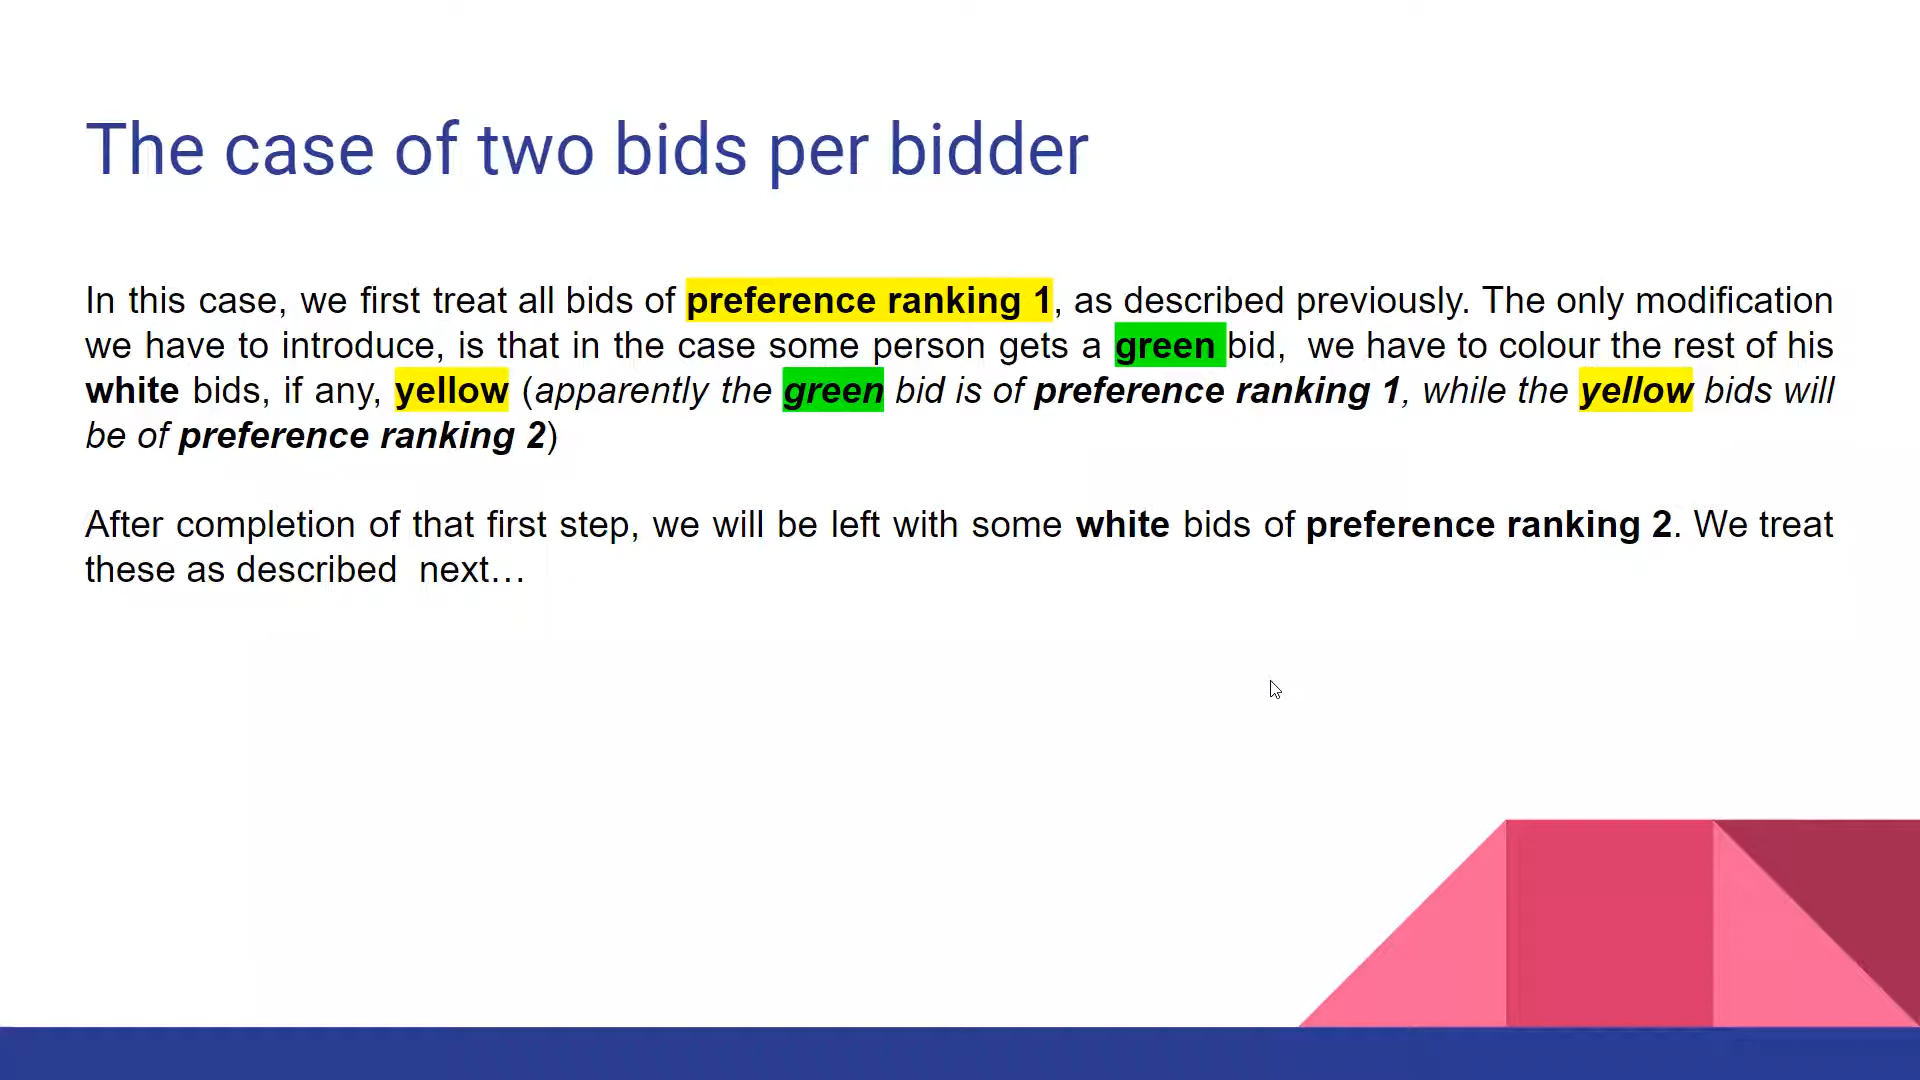 The case of two bids per bidder
In this case, we first treat all bids of preference ranking 1, as described previously. The only modification
we have to introduce, is that in the case some person gets a green bid, we have to colour the rest of his
white bids, if any, yellow (apparently the green bid is of preference ranking 1, while the yellow bids will
be of preference ranking 2)
After completion of that first step, we will be left with some white bids of preference ranking 2. We treat
these as described next…